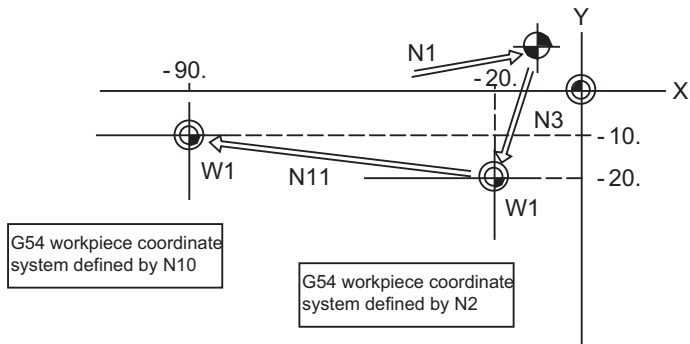 Y
N1
-90.
-20.
X
N3
-10.
W1
N11
-20.
W1
G54 workpiece coordinate
system defined by N10
G54 workpiece coordinate
system defined by N2